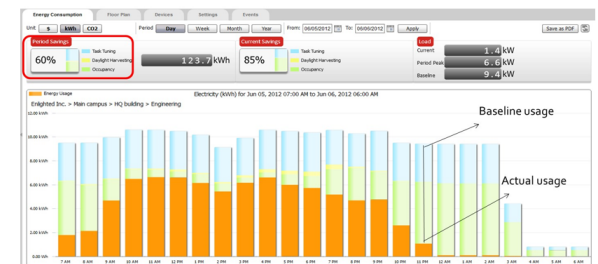 Energy Consumption Floor Plan Devices Settings Events
Unit $ kWh CO2 Period Day Week Month Year From: 06/05/2012 To: 06/06/2012 Apply Save as PDF
Period Savings Current Savings Load
60% Task Tuning Daylight Harvesting Occupancy
123.7 kWh
85% Task Tuning Daylight Harvesting Occupancy
Current 1.4 kW
Period Peak 6.6 kW
Baseline 9.4 kW
Energy Usage Electricity (kWh) for Jun 05, 2012 07:00 AM to Jun 06, 2012 06:00 AM
Enlighted Inc. > Main campus > HQ building > Engineering
12.00 kWh
Baseline usage
10.00 kWh
8.00 kWh
Actual usage
6.00 kWh
4.00 kWh
2.00 kWh
0.00 Wh
7 AM 8 AM 9 AM 10 AM 11 AM 12 PM 1 PM 2 PM 3 PM 4 PM 5 PM 6 PM 7 PM 8 PM 9 PM 10 PM 11 PM 12 AM 1 AM 2 AM 3 AM 4 AM 5 AM 6 AM